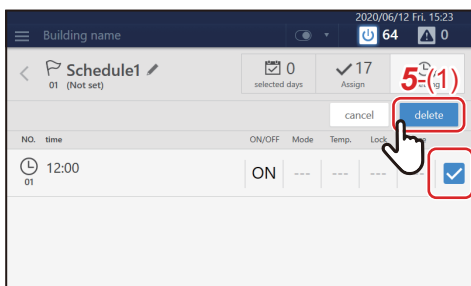 2020/06/12 Fri. 15:23
Building name 64 0
Schedule1 0 17 5-(1)
01 (Not set) selected days Assign
cancel delete
NO. time ON/OFF Mode Temp. Lock
12:00 ON --- --- ---
01